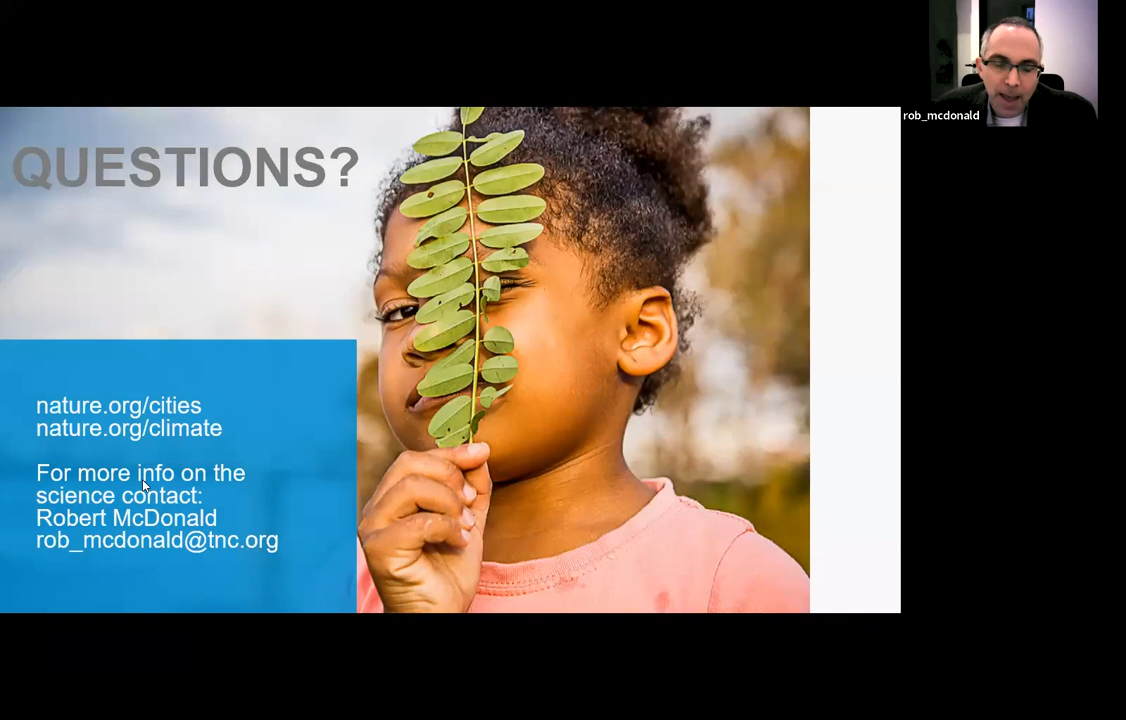 QUESTIONS?
nature.org/cities
nature.org/climate
For more info on the
science contact:
Robert McDonald
rob_mcdonald@tnc.org
rob_mcdonald